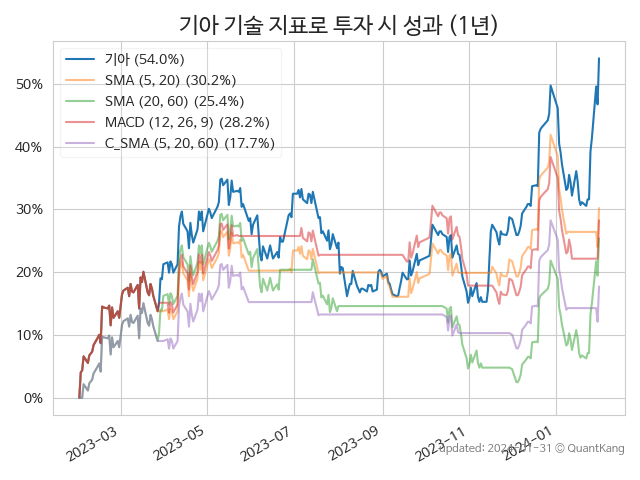 기아 기술 지표로 투자 시 성과 (1년)
기아 (54.0%)
SMA (5, 20) (30.2%)
SMA (20, 60) (25.4%)
MACD (12, 26, 9) (28.2%)
C_SMA (5, 20, 60) (17.7%)
50%
40%
30%
20%
10%
0%
2023-03
2023-05
2023-07
2023-09
2023-11
2024-01
updated: 2024-01-31 © QuantKang